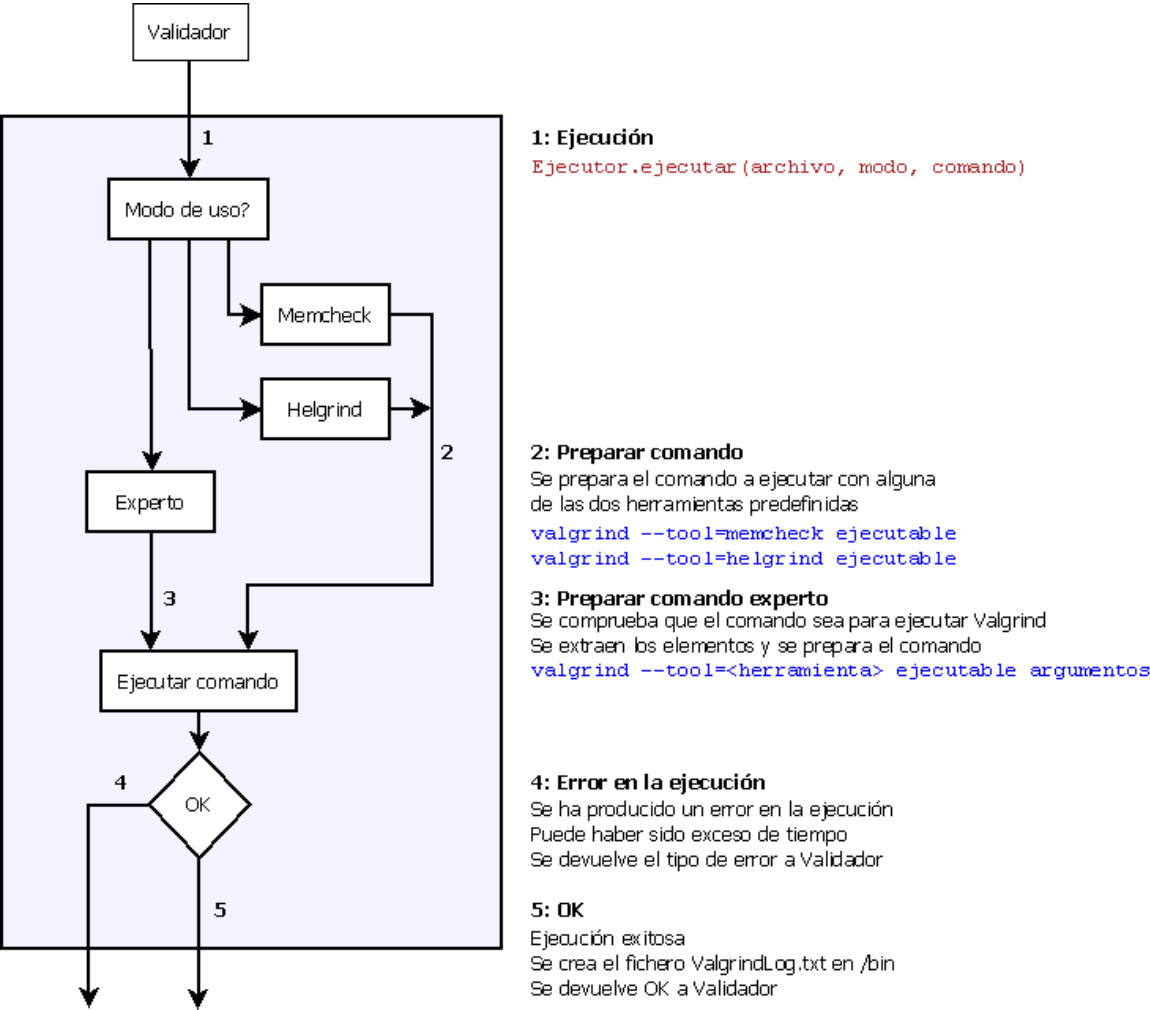 Validador
1
1: Ejecución
Ejecutor.ejecutar(archivo, modo, comando)
Modo de uso?
Memcheck
Helgrind
2
2: Preparar comando
Se prepara el comando a ejecutar con alguna
de las dos herramientas predefinidas
valgrind --tool=memcheck ejecutable
valgrind --tool=helgrind ejecutable
Experto
3
3: Preparar comando experto
Se comprueba que el comando sea para ejecutar Valgrind
Se extraen los elementos y se prepara el comando
valgrind --tool=<herramienta> ejecutable argumentos
Ejecutar comando
OK
4
4: Error en la ejecución
Se ha producido un error en la ejecución
Puede haber sido exceso de tiempo
Se devuelve el tipo de error a Validador
5
5: OK
Ejecución exitosa
Se crea el fichero ValgrindLog.txt en /bin
Se devuelve OK a Validador